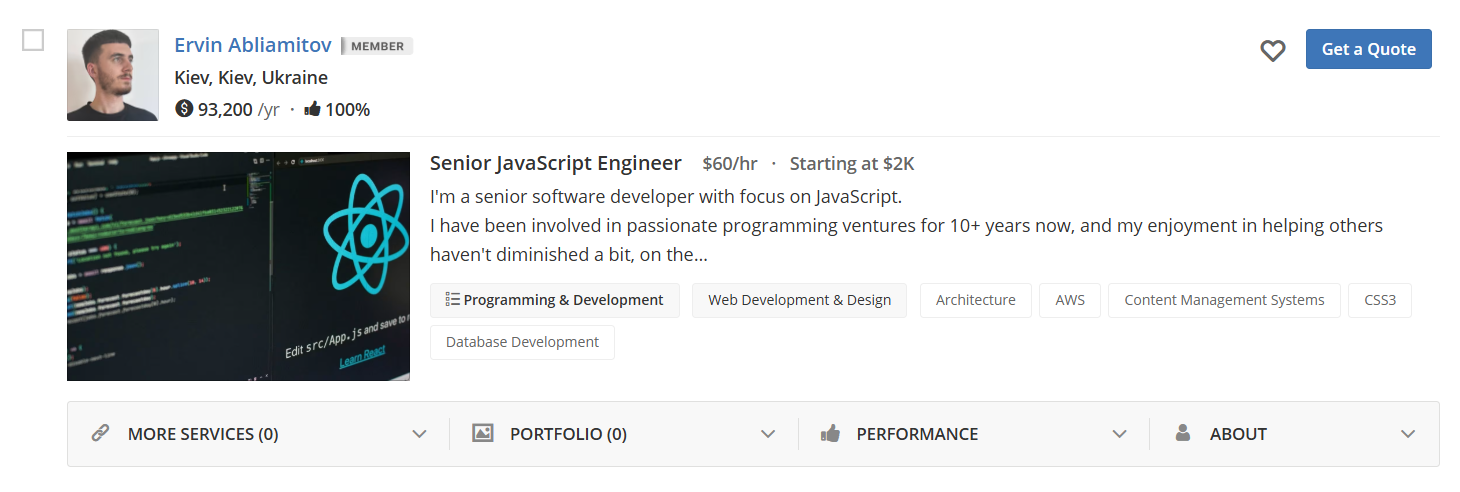 Ervin Abliamitov MEMBER
Get a Quote
Kiev, Kiev, Ukraine
93,200 /yr · 100%
Senior JavaScript Engineer $60/hr · Starting at $2K
I'm a senior software developer with focus on JavaScript.
I have been involved in passionate programming ventures for 10+ years now, and my enjoyment in helping others
haven't diminished a bit, on the...
Programming & Development Web Development & Design Architecture AWS Content Management Systems CSS3
Database Development
Edit src/App.js and save to
Learn React
MORE SERVICES (0) PORTFOLIO (0) PERFORMANCE ABOUT